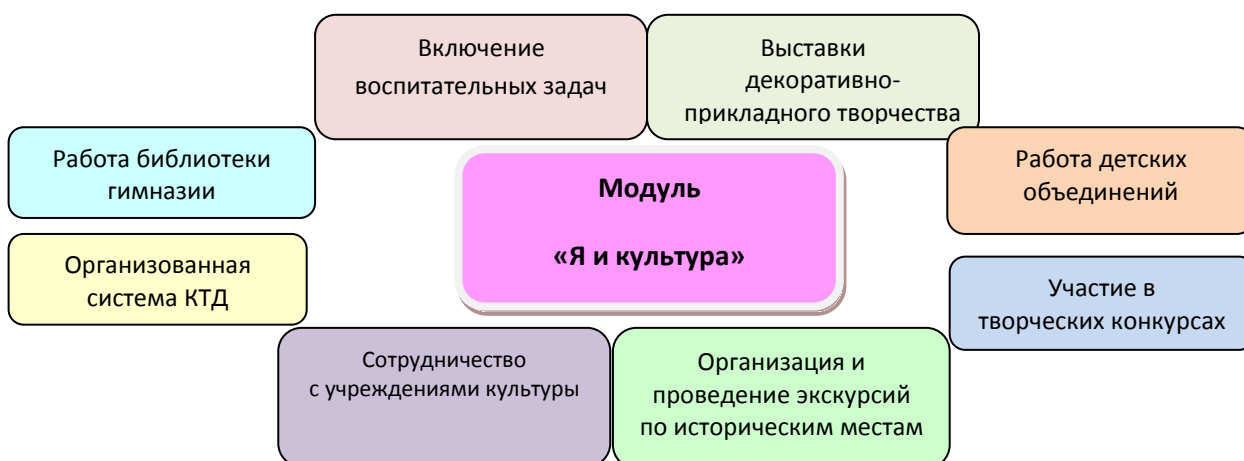 Включение
воспитательных задач
Выставки
декоративно-
прикладного творчества
Работа библиотеки
гимназии
Модуль
«Я и культура»
Работа детских
объединений
Организованная
система КТД
Участие в
творческих конкурсах
Сотрудничество
с учреждениями культуры
Организация и
проведение экскурсий
по историческим местам